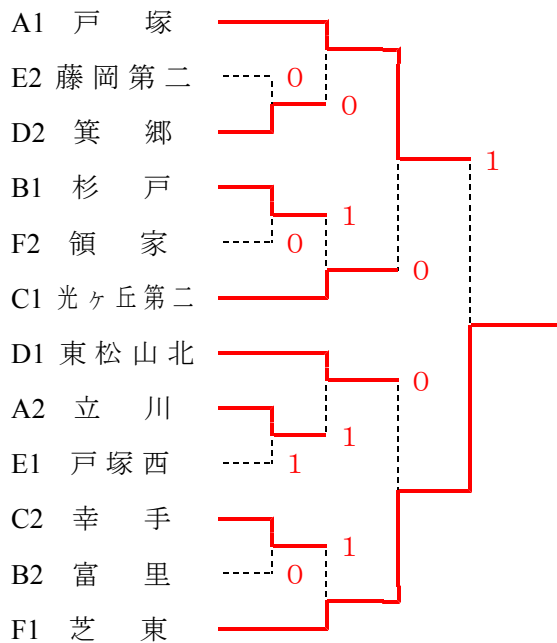 A1 戸塚
E2 藤岡第二
0
0
D2 箕郷
1
B1 杉戸
1
F2 領家
0
0
C1 光ヶ丘第二
D1 東松山北
0
A2 立川
1
E1 戸塚西
1
C2 幸手
1
B2 富里
0
F1 芝東